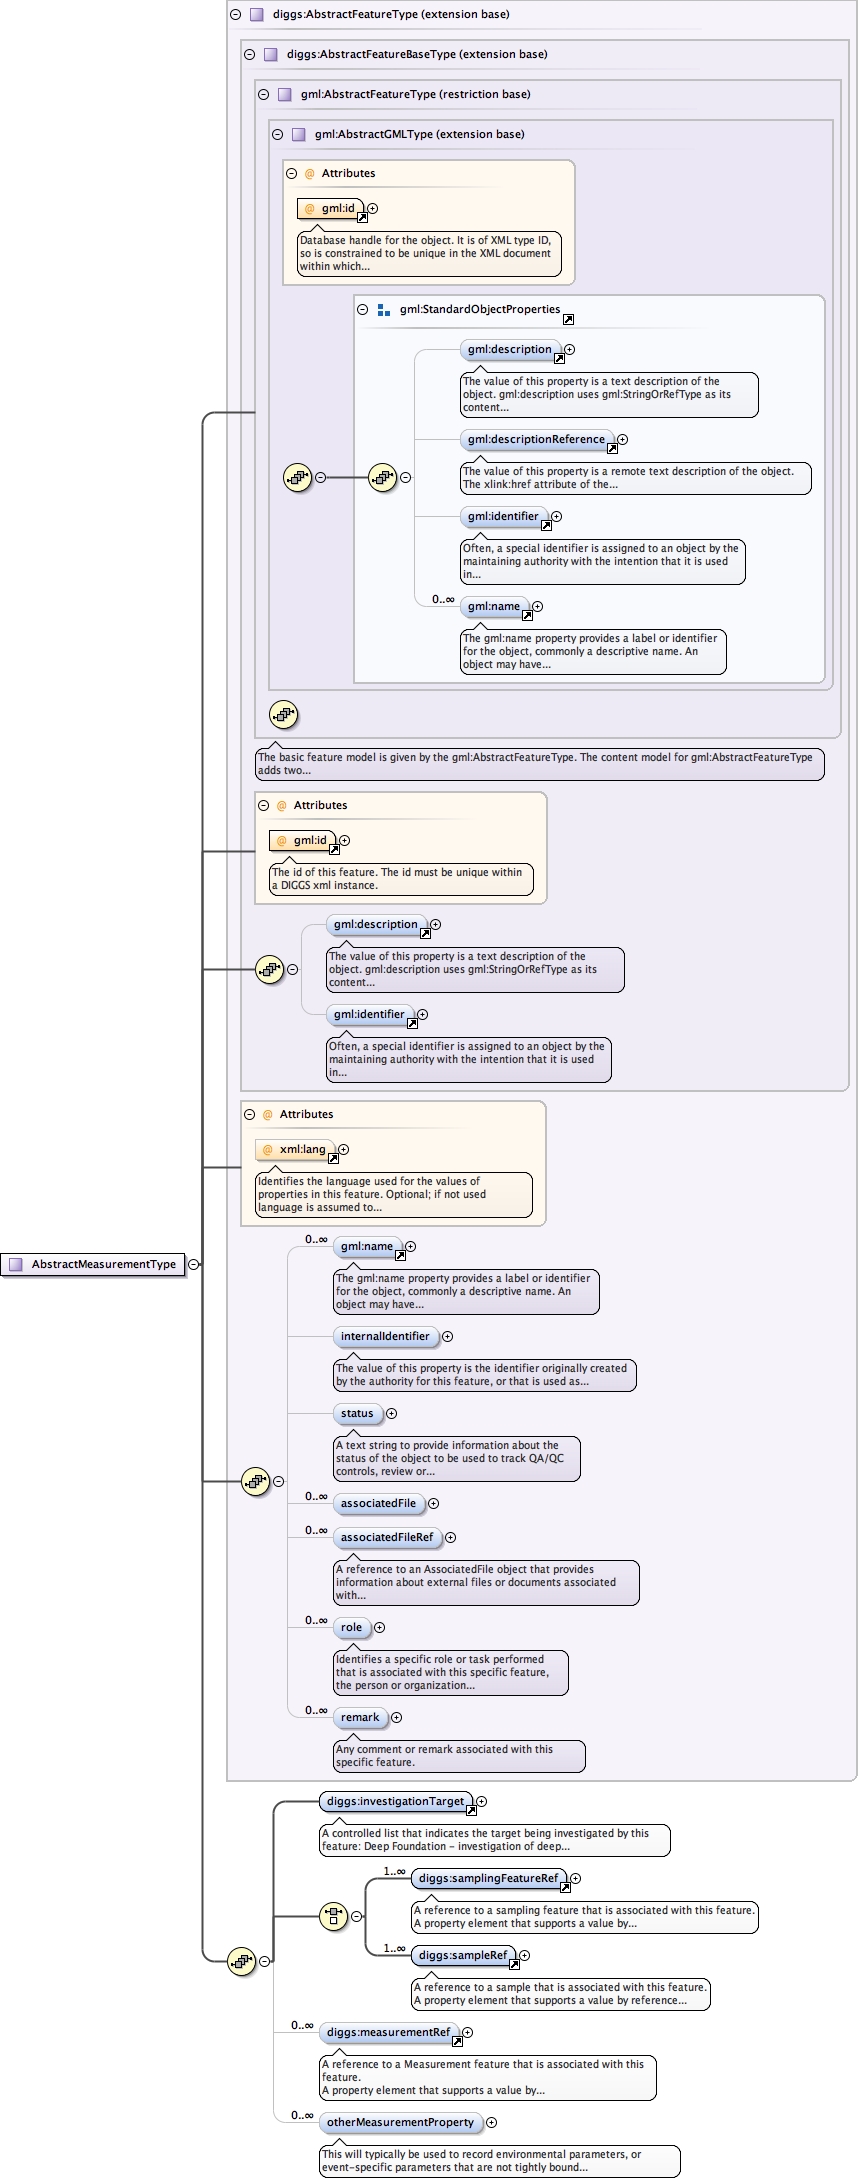 diggs:AbstractFeatureType (extension base)
diggs:AbstractFeatureBaseType (extension base)
gml:AbstractFeatureType (restriction base)
gml:AbstractGMLType (extension base)
@ Attributes
@ gml:id
Database handle for the object. It is of XML type ID,
so is constrained to be unique in the XML document
within which...
gml:StandardObjectProperties
gml:description
The value of this property is a text description of the
object. gml:description uses gml:StringOrRefType as its
content...
gml:descriptionReference
The value of this property is a remote text description of the object.
The xlink:href attribute of the...
gml:identifier
Often, a special identifier is assigned to an object by the
maintaining authority with the intention that it is used
in...
0..∞
gml:name
The gml:name property provides a label or identifier
for the object, commonly a descriptive name. An
object may have...
The basic feature model is given by the gml:AbstractFeatureType. The content model for gml:AbstractFeatureType
adds two...
@ Attributes
@ gml:id
The id of this feature. The id must be unique within
a DIGGS xml instance.
gml:description
The value of this property is a text description of the
object. gml:description uses gml:StringOrRefType as its
content...
gml:identifier
Often, a special identifier is assigned to an object by the
maintaining authority with the intention that it is used
in...
@ Attributes
@ xml:lang
Identifies the language used for the values of
properties in this feature. Optional; if not used
language is assumed to...
AbstractMeasurementType
0..∞
gml:name
The gml:name property provides a label or identifier
for the object, commonly a descriptive name. An
object may have...
internalIdentifier
The value of this property is the identifier originally created
by the authority for this feature, or that is used as...
status
A text string to provide information about the
status of the object to be used to track QA/QC
controls, review or...
0..∞
associatedFile
0..∞
associatedFileRef
A reference to an AssociatedFile object that provides
information about external files or documents associated
with...
0..∞
role
Identifies a specific role or task performed
that is associated with this specific feature,
the person or organization...
0..∞
remark
Any comment or remark associated with this
specific feature.
diggs:investigationTarget
A controlled list that indicates the target being investigated by this
feature: Deep Foundation - investigation of deep...
1..∞
diggs:samplingFeatureRef
A reference to a sampling feature that is associated with this feature.
A property element that supports a value by...
1..∞
diggs:sampleRef
A reference to a sample that is associated with this feature.
A property element that supports a value by reference...
0..∞
diggs:measurementRef
A reference to a Measurement feature that is associated with this
feature.
A property element that supports a value by...
0..∞
otherMeasurementProperty
This will typically be used to record environmental parameters, or
event-specific parameters that are not tightly bound...